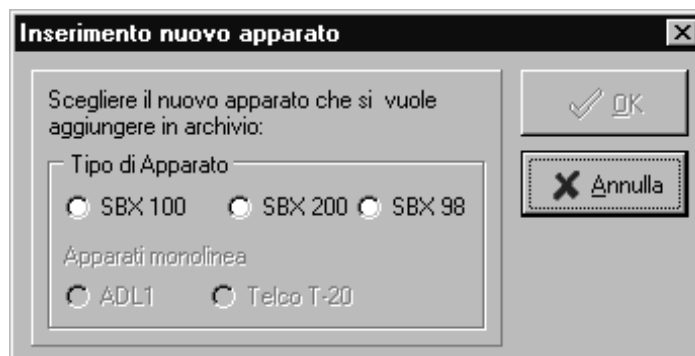 Inserimento nuovo apparato
Scegliere il nuovo apparato che si vuole
aggiungere in archivio:
OK
Annulla
Tipo di Apparato
SBX 100 SBX 200 SBX 98
Apparati monolinea
ADL1 Telco T-20